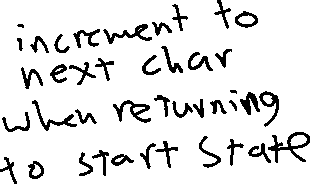 increment to
next char
when returning
to start state